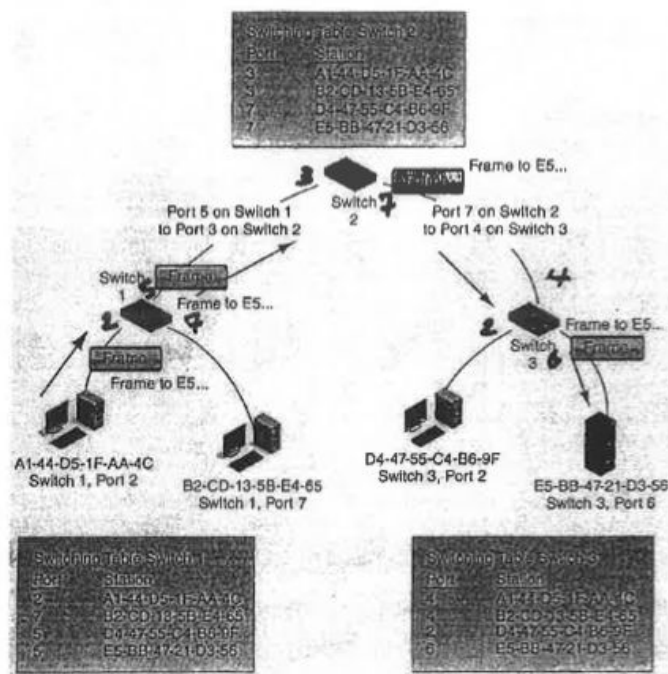 Switching Table Switch 2
Port Station
3 A1-44-D5-1F-AA-4C
3 B2-CD-13-5B-E4-65
7 D4-47-55-C4-B6-9F
7 E5-BB-47-21-D3-56
3
Frame to E5...
Switch
2
7
Port 5 on Switch 1
to Port 3 on Switch 2
Port 7 on Switch 2
to Port 4 on Switch 3
Switch
1
5
Frame
Frame to E5...
4
2
7
2
Frame to E5...
Switch
3
6
Frame
Frame
Frame to E5...
A1-44-D5-1F-AA-4C
Switch 1, Port 2
B2-CD-13-5B-E4-65
Switch 1, Port 7
D4-47-55-C4-B6-9F
Switch 3, Port 2
E5-BB-47-21-D3-56
Switch 3, Port 6
Switching Table Switch 1
Port Station
2 A1-44-D5-1F-AA-4C
7 B2-CD-13-5B-E4-65
5 D4-47-55-C4-B6-9F
5 E5-BB-47-21-D3-56
Switching Table Switch 3
Port Station
4 A1-44-D5-1F-AA-4C
4 B2-CD-13-5B-E4-65
2 D4-47-55-C4-B6-9F
6 E5-BB-47-21-D3-56